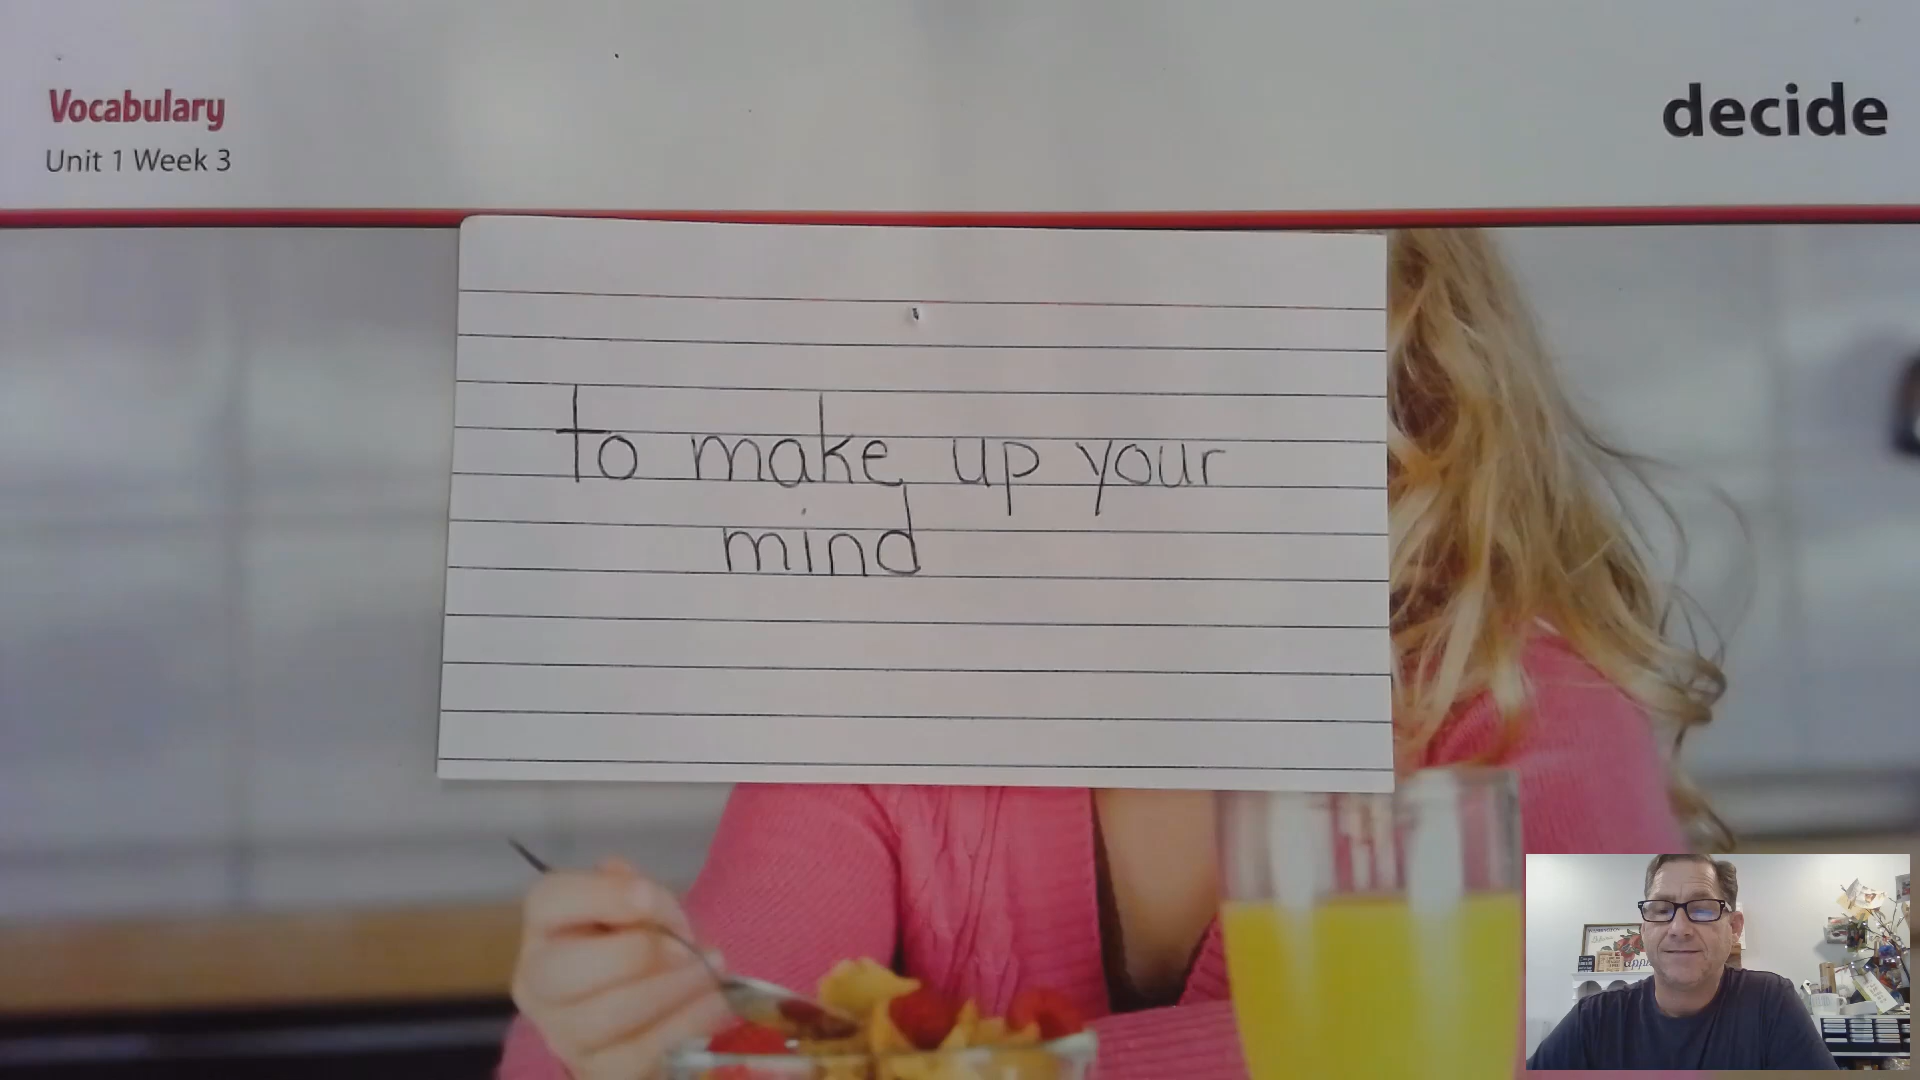 Vocabulary
Unit 1 Week 3
decide
to make up your
mind